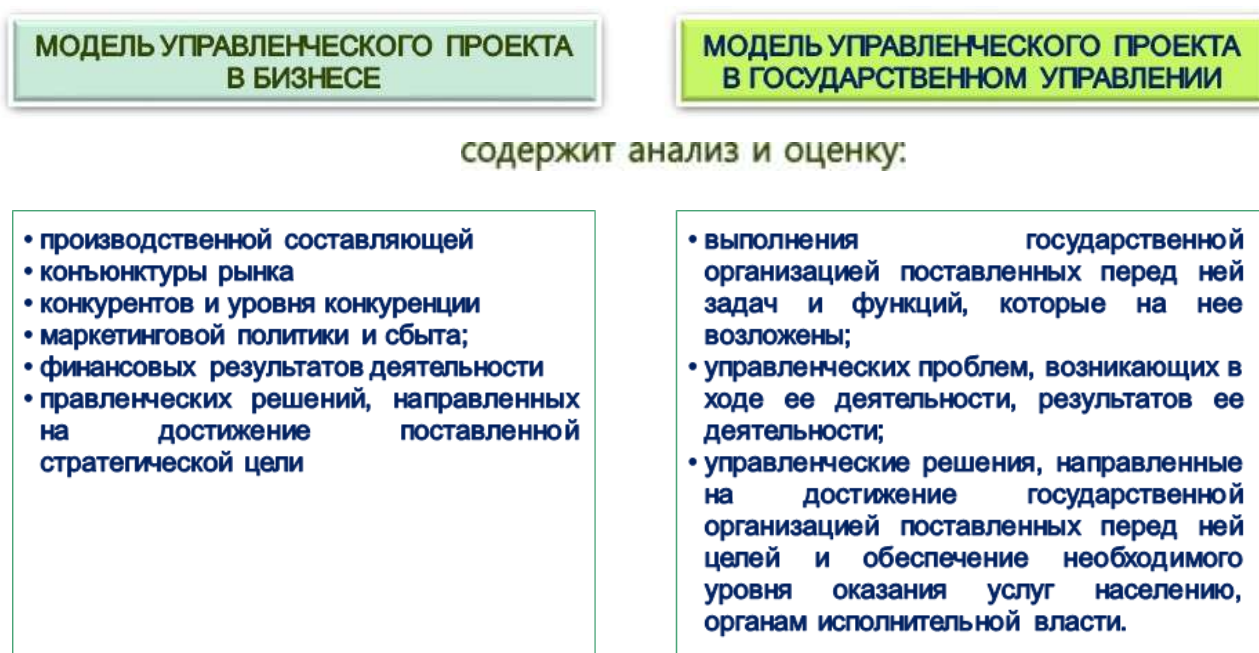 МОДЕЛЬ УПРАВЛЕНЧЕСКОГО ПРОЕКТА
В БИЗНЕСЕ
МОДЕЛЬ УПРАВЛЕНЧЕСКОГО ПРОЕКТА
В ГОСУДАРСТВЕННОМ УПРАВЛЕНИИ
содержит анализ и оценку:
• производственной составляющей
• конъюнктуры рынка
• конкурентов и уровня конкуренции
• маркетинговой политики и сбыта;
• финансовых результатов деятельности
• правленческих решений, направленных
на достижение поставленной
стратегической цели
• выполнения государственной
организацией поставленных перед ней
задач и функций, которые на нее
возложены;
• управленческих проблем, возникающих в
ходе ее деятельности, результатов ее
деятельности;
• управленческие решения, направленные
на достижение государственной
организацией поставленных перед ней
целей и обеспечение необходимого
уровня оказания услуг населению,
органам исполнительной власти.